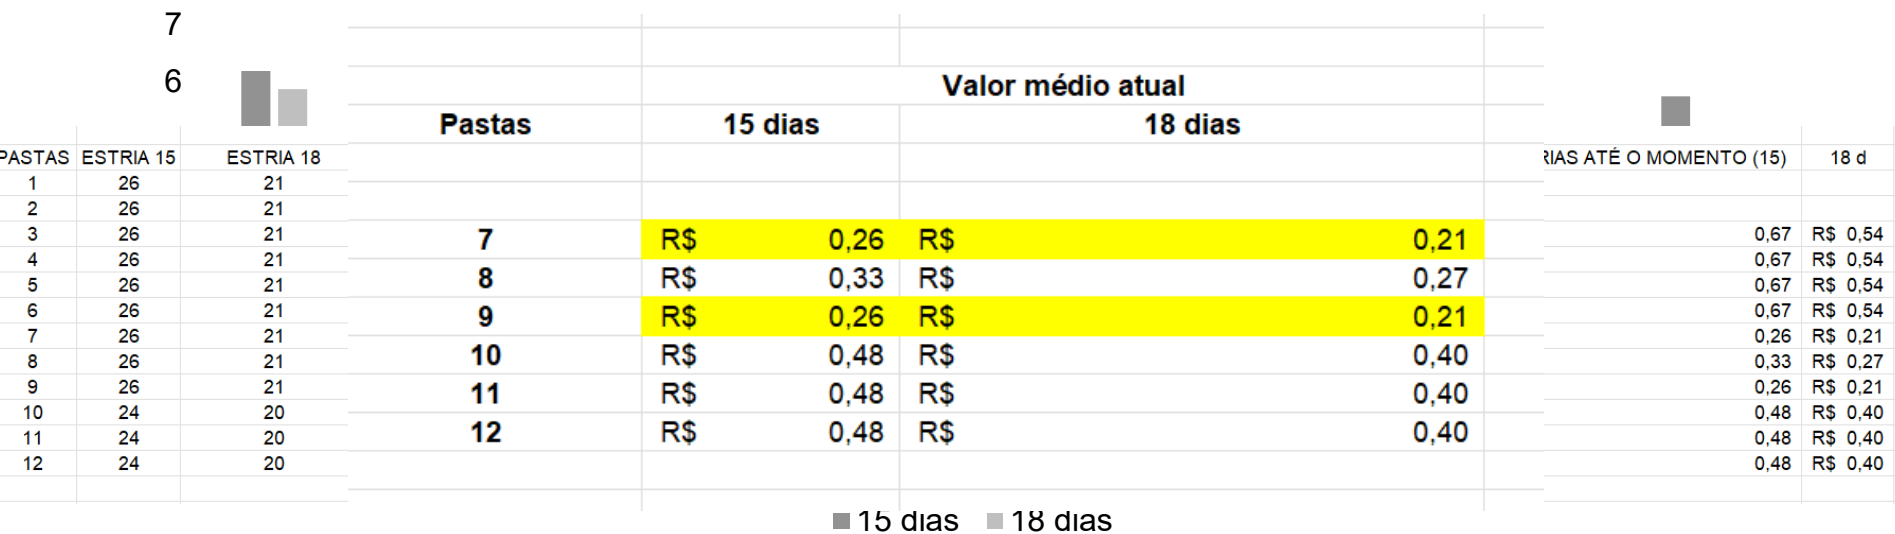 7
6
Valor médio atual
Pastas 15 dias 18 dias
7 R$ 0,26 R$ 0,21
8 R$ 0,33 R$ 0,27
9 R$ 0,26 R$ 0,21
10 R$ 0,48 R$ 0,40
11 R$ 0,48 R$ 0,40
12 R$ 0,48 R$ 0,40
PASTAS ESTRIA 15 ESTRIA 18
1 26 21
2 26 21
3 26 21
4 26 21
5 26 21
6 26 21
7 26 21
8 26 21
9 26 21
10 24 20
11 24 20
12 24 20
RIAS ATÉ O MOMENTO (15) 18 d
0,67 R$ 0,54
0,67 R$ 0,54
0,67 R$ 0,54
0,67 R$ 0,54
0,26 R$ 0,21
0,33 R$ 0,27
0,26 R$ 0,21
0,48 R$ 0,40
0,48 R$ 0,40
0,48 R$ 0,40
15 dias 18 dias